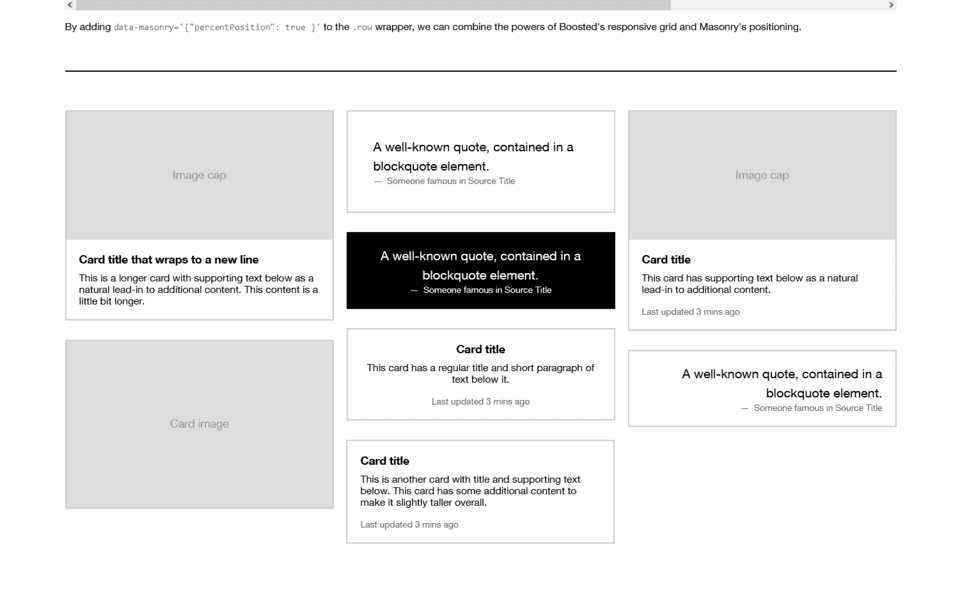 By adding data-masonry='{"percentPosition": true }' to the .row wrapper, we can combine the powers of Boosted's responsive grid and Masonry's positioning.
Image cap
Card title that wraps to a new line
This is a longer card with supporting text below as a
natural lead-in to additional content. This content is a
little bit longer.
Card image
A well-known quote, contained in a
blockquote element.
— Someone famous in Source Title
A well-known quote, contained in a
blockquote element.
— Someone famous in Source Title
Card title
This card has a regular title and short paragraph of
text below it.
Last updated 3 mins ago
Card title
This is another card with title and supporting text
below. This card has some additional content to
make it slightly taller overall.
Last updated 3 mins ago
Image cap
Card title
This card has supporting text below as a natural
lead-in to additional content.
Last updated 3 mins ago
A well-known quote, contained in a
blockquote element.
— Someone famous in Source Title